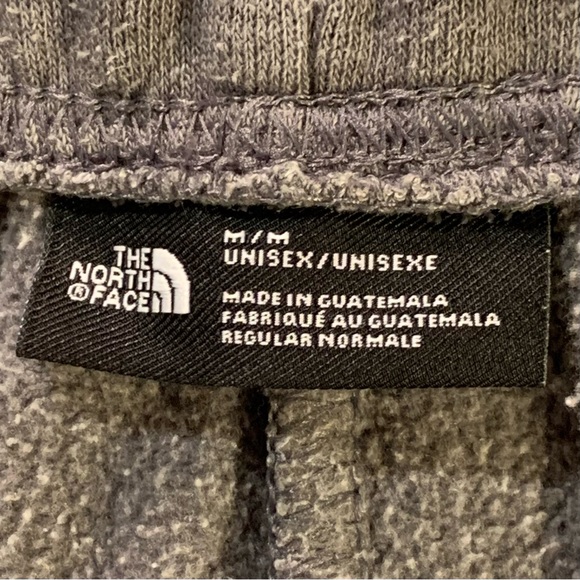 THE
NORTH
® FACE
M/M
UNISEX/UNISEXE
MADE IN GUATEMALA
FABRIQUÉ AU GUATEMALA
REGULAR NORMALE